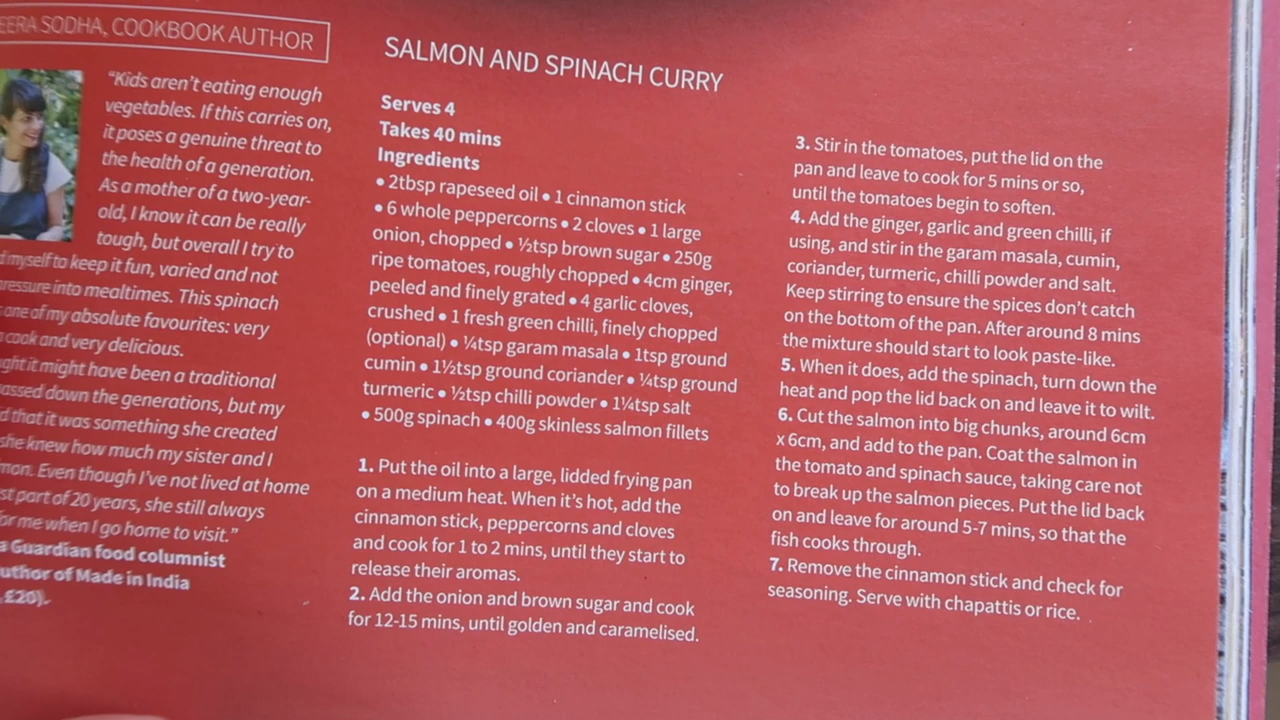 EERA SODHA, COOKBOOK AUTHOR
"Kids aren't eating enough
vegetables. If this carries on,
it poses a genuine threat to
the health of a generation.
As a mother of a two-year-
old, I know it can be really
tough, but overall I try to
myself to keep it fun, varied and not
into mealtimes. This spinach
one of my absolute favourites: very
cook and very delicious.
it might have been a traditional
down the generations, but my
that it was something she created
she knew how much my sister and I
Even though I've not lived at home
part of 20 years, she still always
for me when I go home to visit."
a Guardian food columnist
author of Made in India
£20).
SALMON AND SPINACH CURRY
Serves 4
Takes 40 mins
Ingredients
• 2tbsp rapeseed oil • 1 cinnamon stick
• 6 whole peppercorns • 2 cloves • 1 large
onion, chopped • ½tsp brown sugar • 250g
ripe tomatoes, roughly chopped • 4cm ginger,
peeled and finely grated • 4 garlic cloves,
crushed • 1 fresh green chilli, finely chopped
(optional) • ¼tsp garam masala • 1tsp ground
cumin • 1½tsp ground coriander • ¼tsp ground
turmeric • ½tsp chilli powder • 1¼tsp salt
• 500g spinach • 400g skinless salmon fillets
1. Put the oil into a large, lidded frying pan
on a medium heat. When it's hot, add the
cinnamon stick, peppercorns and cloves
and cook for 1 to 2 mins, until they start to
release their aromas.
2. Add the onion and brown sugar and cook
for 12-15 mins, until golden and caramelised.
3. Stir in the tomatoes, put the lid on the
pan and leave to cook for 5 mins or so,
until the tomatoes begin to soften.
4. Add the ginger, garlic and green chilli, if
using, and stir in the garam masala, cumin,
coriander, turmeric, chilli powder and salt.
Keep stirring to ensure the spices don't catch
on the bottom of the pan. After around 8 mins
the mixture should start to look paste-like.
5. When it does, add the spinach, turn down the
heat and pop the lid back on and leave it to wilt.
6. Cut the salmon into big chunks, around 6cm
x 6cm, and add to the pan. Coat the salmon in
the tomato and spinach sauce, taking care not
to break up the salmon pieces. Put the lid back
on and leave for around 5-7 mins, so that the
fish cooks through.
7. Remove the cinnamon stick and check for
seasoning. Serve with chapattis or rice.